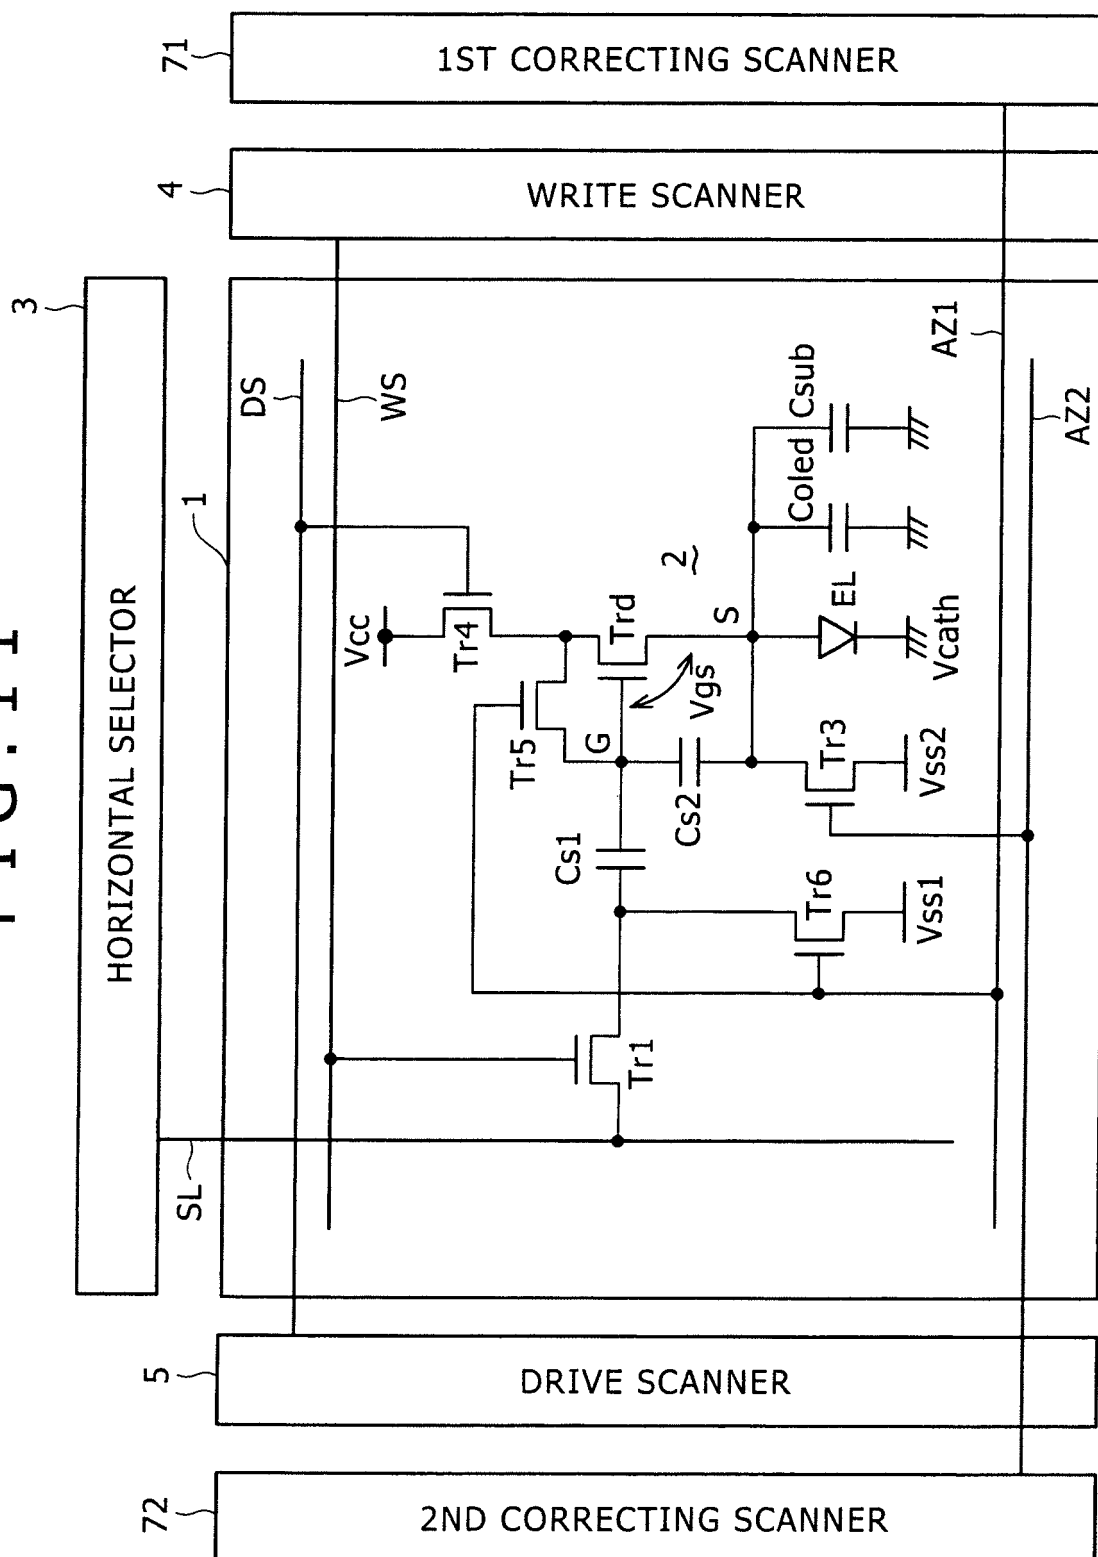 71
1ST CORRECTING SCANNER
4
WRITE SCANNER
3
HORIZONTAL SELECTOR
1
DS
WS
AZ1
AZ2
Vcc
Tr4
Tr5
Trd
2
G
S
Vgs
Coled
Csub
EL
Vcath
Cs1
Cs2
Tr3
Vss2
Tr6
Vss1
Tr1
SL
5
DRIVE SCANNER
72
2ND CORRECTING SCANNER